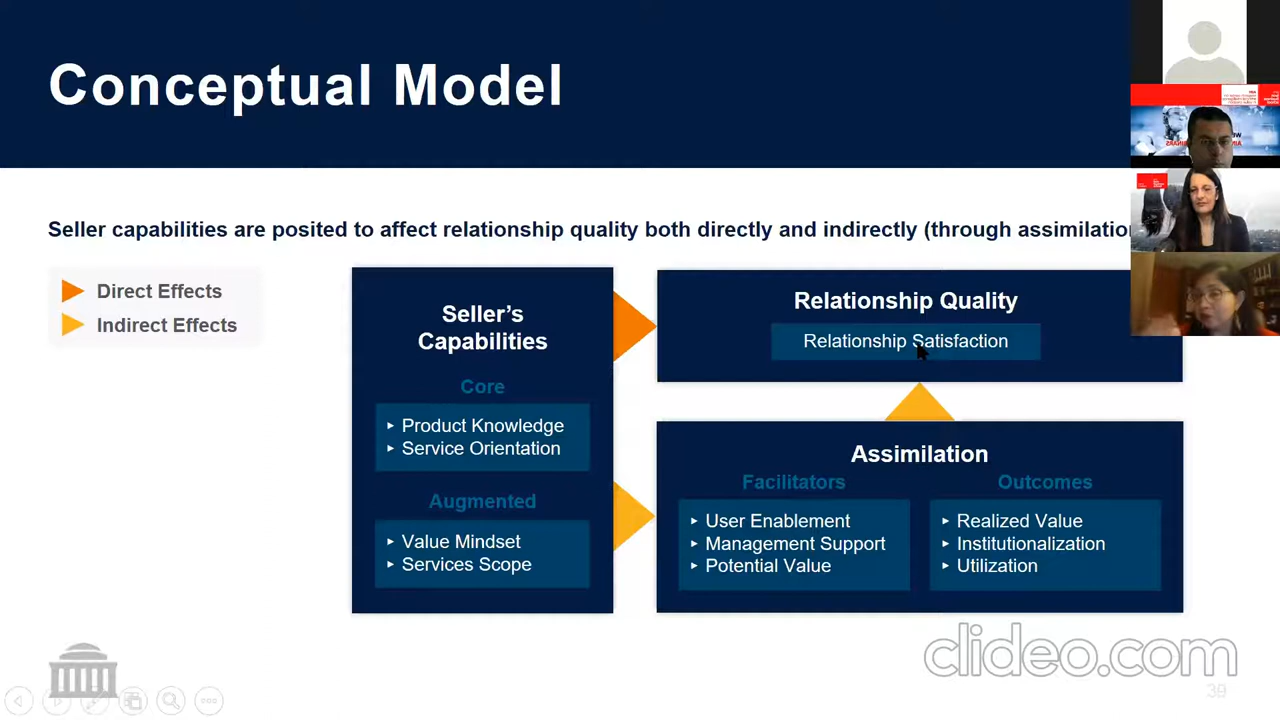 Conceptual Model
Seller capabilities are posited to affect relationship quality both directly and indirectly (through assimilation
Direct Effects
Indirect Effects
Seller's
Capabilities
Core
Product Knowledge
Service Orientation
Augmented
Value Mindset
Services Scope
Relationship Quality
Relationship Satisfaction
Assimilation
Facilitators
User Enablement
Management Support
Potential Value
Outcomes
Realized Value
Institutionalization
Utilization
clideo.com
39